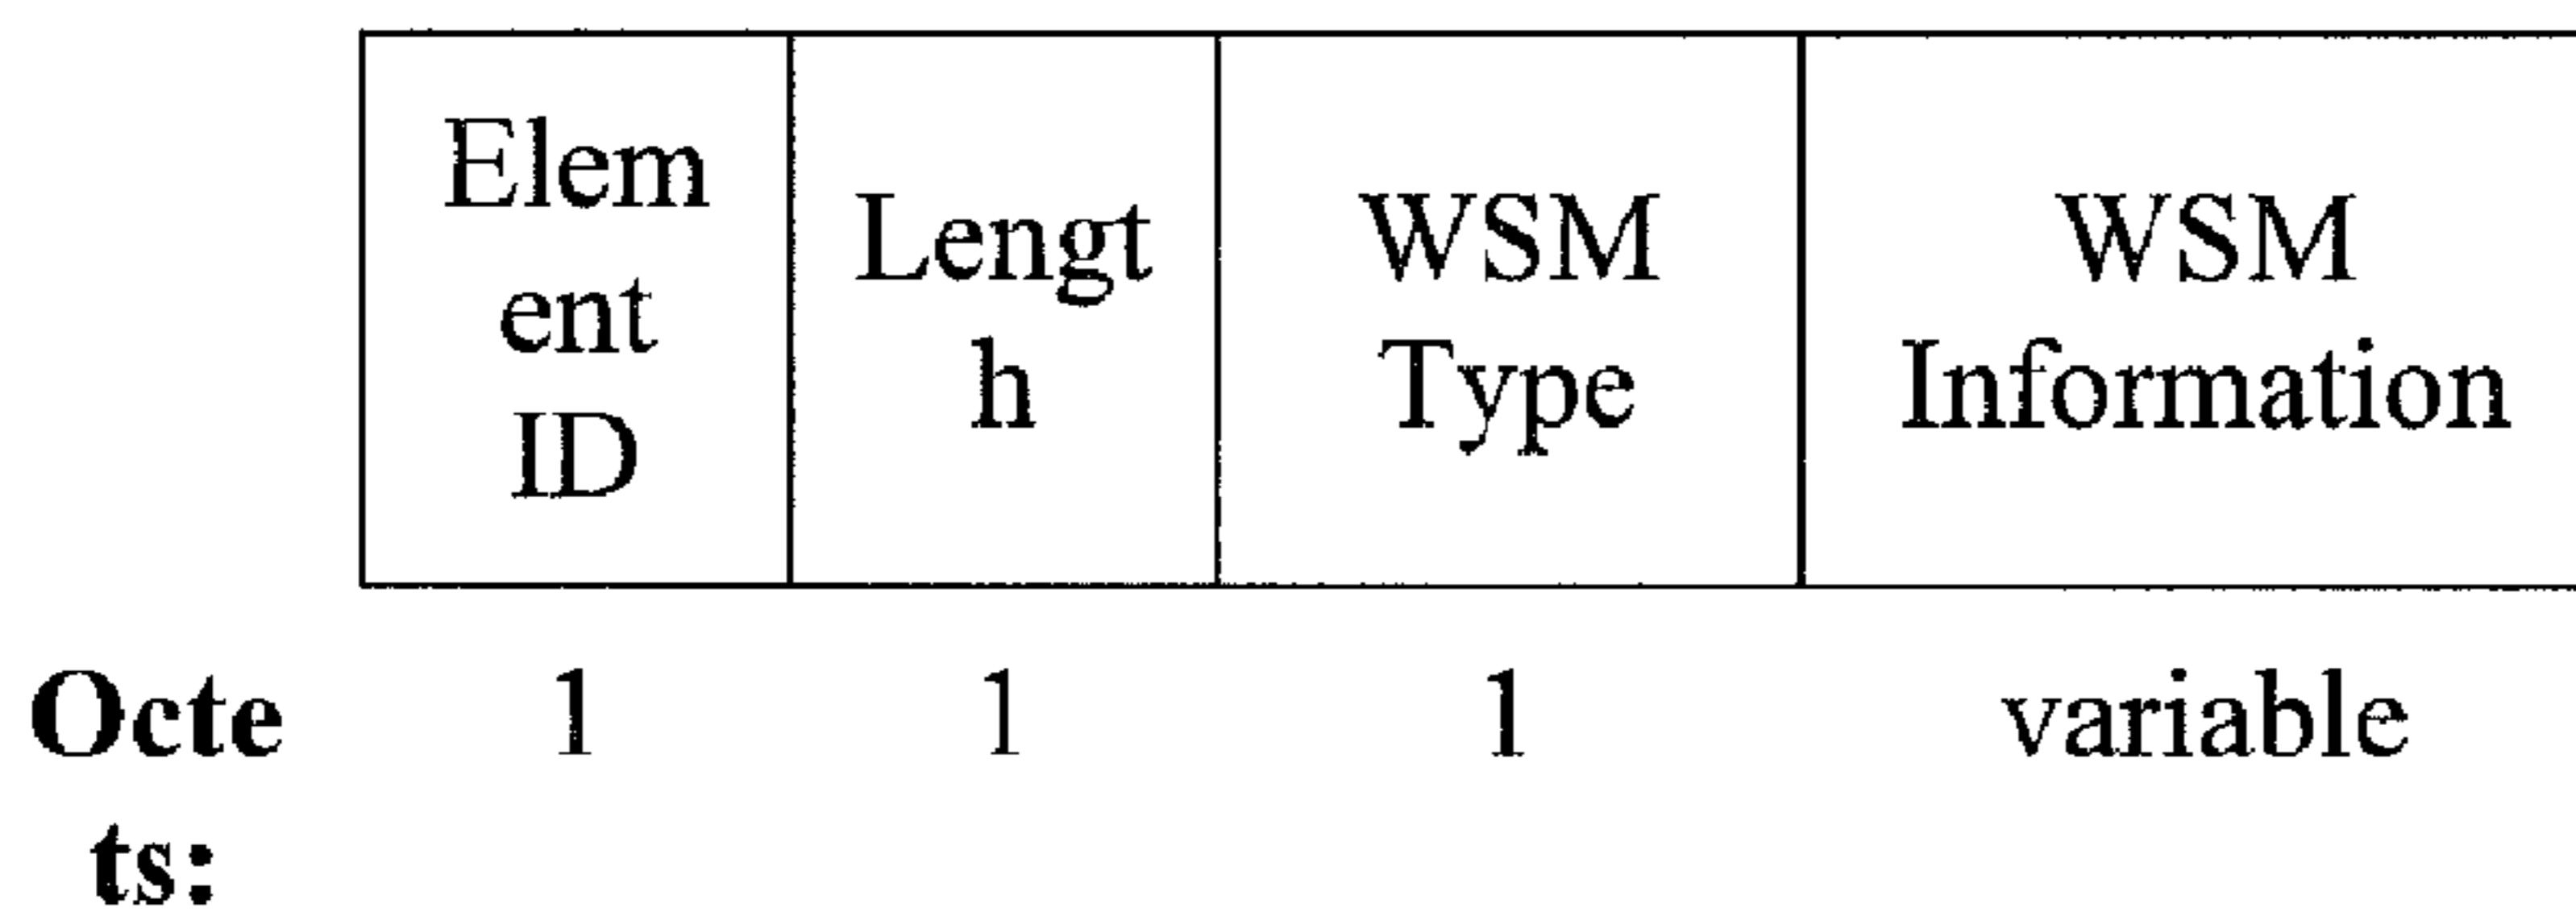 Elem
ent
ID
Lengt
h
WSM
Type
WSM
Information
Octe
ts:
1
1
1
variable